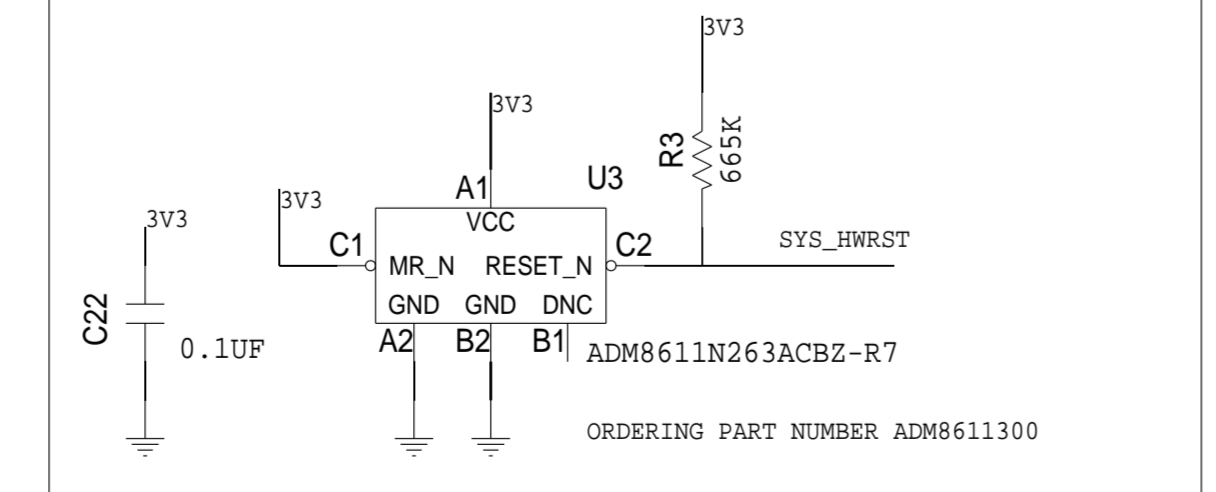 3V3
R3
665K
3V3
U3
A1
VCC
3V3
3V3
C1
C2
SYS_HWRST
MR_N
RESET_N
C22
0.1UF
GND
GND
DNC
A2
B2
B1
ADM8611N263ACBZ-R7
ORDERING PART NUMBER ADM8611300